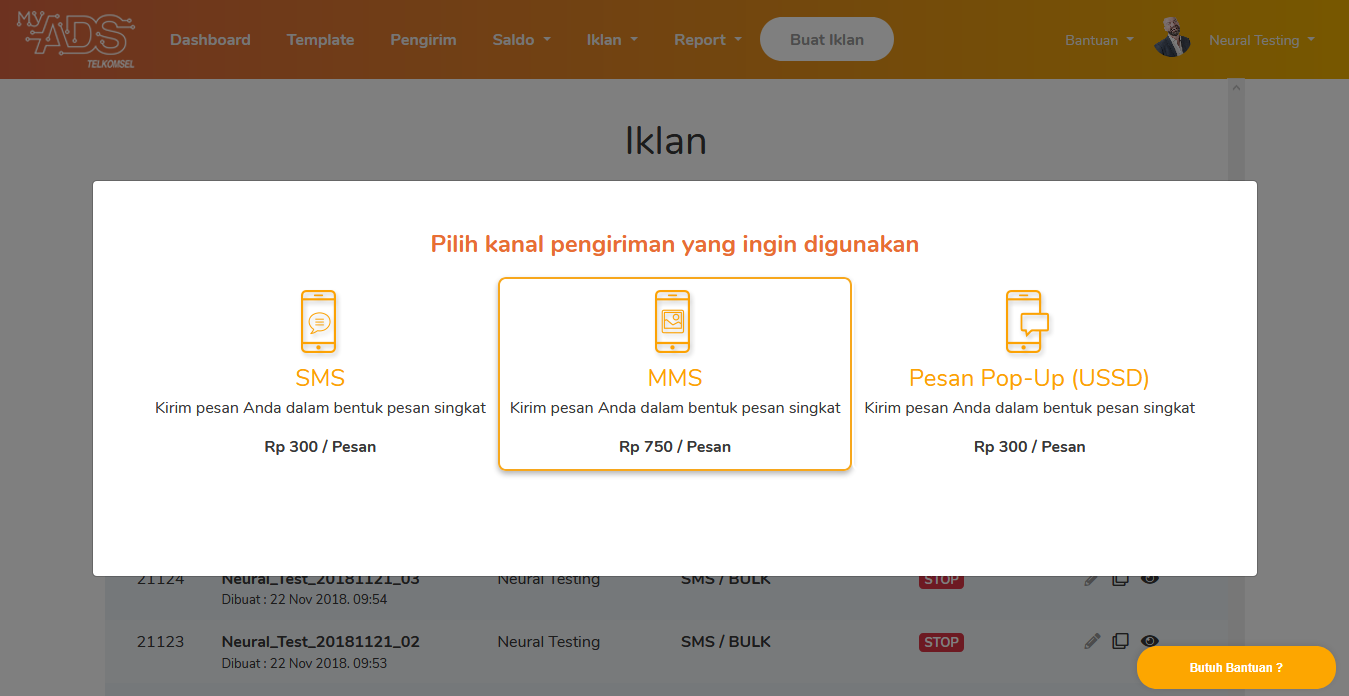 MY ADS TELKOMSEL
Dashboard Template Pengirim Saldo Iklan Report Buat Iklan Bantuan Neural Testing
Iklan
Pilih kanal pengiriman yang ingin digunakan
SMS
Kirim pesan Anda dalam bentuk pesan singkat
Rp 300 / Pesan
MMS
Kirim pesan Anda dalam bentuk pesan singkat
Rp 750 / Pesan
Pesan Pop-Up (USSD)
Kirim pesan Anda dalam bentuk pesan singkat
Rp 300 / Pesan
21124 Neural_Test_20181121_03 Neural Testing SMS / BULK STOP
Dibuat : 22 Nov 2018. 09:54
21123 Neural_Test_20181121_02 Neural Testing SMS / BULK STOP
Dibuat : 22 Nov 2018. 09:53
Butuh Bantuan ?